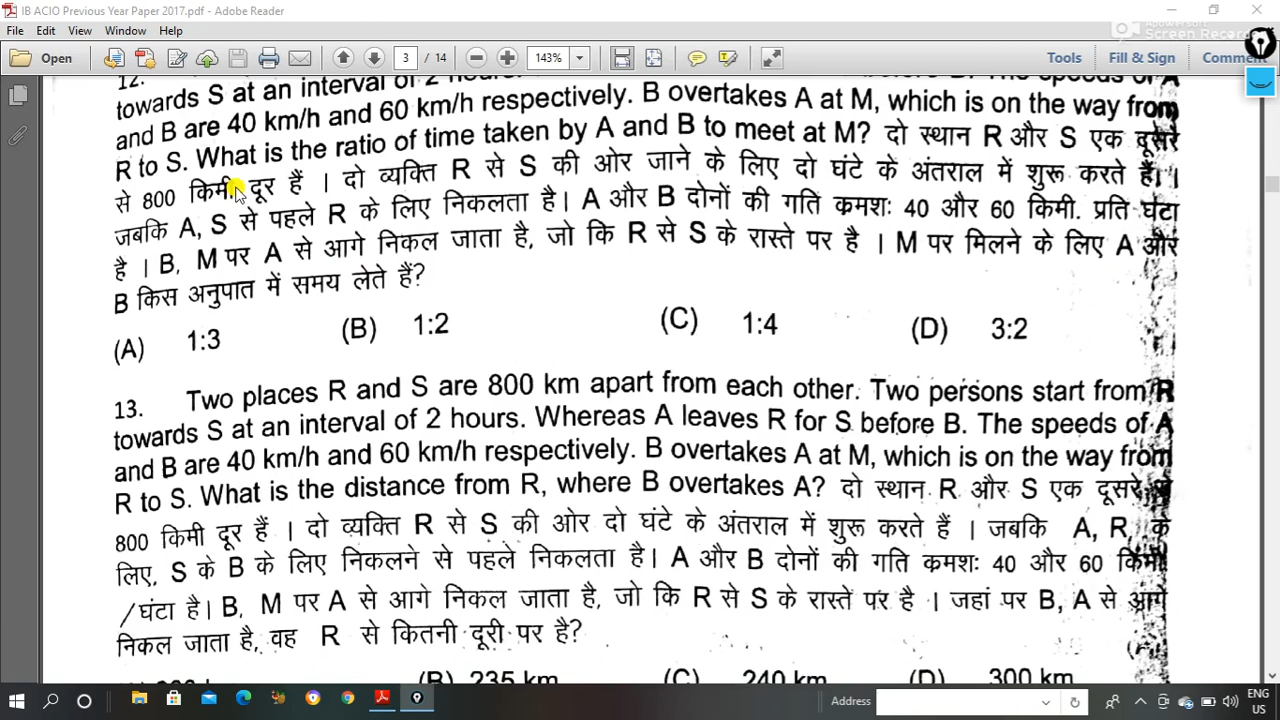 IB ACIO Previous Year Paper 2017.pdf - Adobe Reader
File Edit View Window Help
Apowersoft
Screen Recorder
Open 3 / 14 143% Tools Fill & Sign Comment
12.
towards S at an interval of 2 hours. before B. The speeds of A
and B are 40 km/h and 60 km/h respectively. B overtakes A at M, which is on the way from
R to S. What is the ratio of time taken by A and B to meet at M? दो स्थान R और S एक दूसरे
से 800 किमी. दूर हैं । दो व्यक्ति R से S की ओर जाने के लिए दो घंटे के अंतराल में शुरू करते हैं। ।
जबकि A, S से पहले R के लिए निकलता है। A और B दोनों की गति क्रमशः 40 और 60 किमी. प्रति घंटा
है । B, M पर A से आगे निकल जाता है, जो कि R से S के रास्ते पर है । M पर मिलने के लिए A और
B किस अनुपात में समय लेते हैं?
(A) 1:3 (B) 1:2 (C) 1:4 (D) 3:2
13. Two places R and S are 800 km apart from each other. Two persons start from R
towards S at an interval of 2 hours. Whereas A leaves R for S before B. The speeds of A
and B are 40 km/h and 60 km/h respectively. B overtakes A at M, which is on the way from
R to S. What is the distance from R, where B overtakes A? दो स्थान R और S एक दूसरे से
800 किमी दूर हैं । दो व्यक्ति R से S की ओर दो घंटे के अंतराल में शुरू करते हैं । जबकि A, R, के
लिए, S के B के लिए निकलने से पहले निकलता है। A और B दोनों की गति क्रमशः 40 और 60 किमी
/घंटा है। B, M पर A से आगे निकल जाता है, जो कि R से S के रास्ते पर है । जहां पर B, A से आगे
निकल जाता है, वह R से कितनी दूरी पर है?
(B) 235 km (C) 240 km (D) 300 km
Address ENG
US